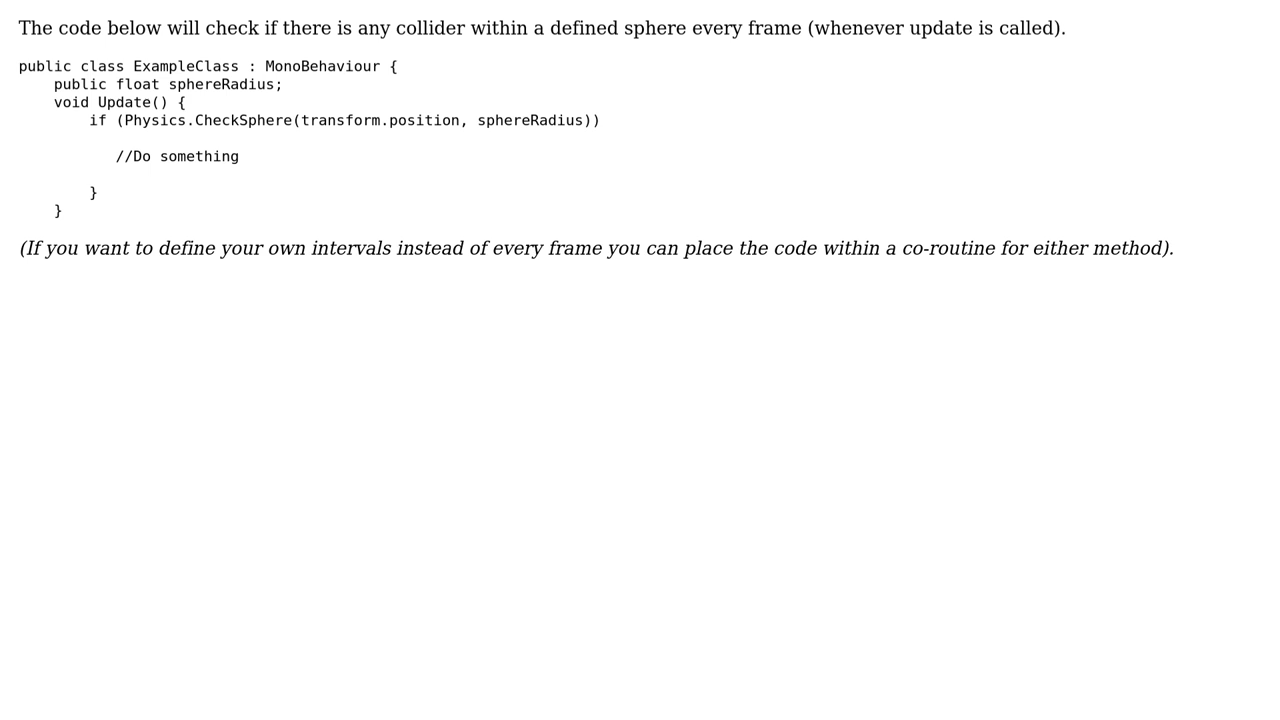 The code below will check if there is any collider within a defined sphere every frame (whenever update is called).
public class ExampleClass : MonoBehaviour {
    public float sphereRadius;
    void Update() {
        if (Physics.CheckSphere(transform.position, sphereRadius))
           //Do something
        }
    }
(If you want to define your own intervals instead of every frame you can place the code within a co-routine for either method).